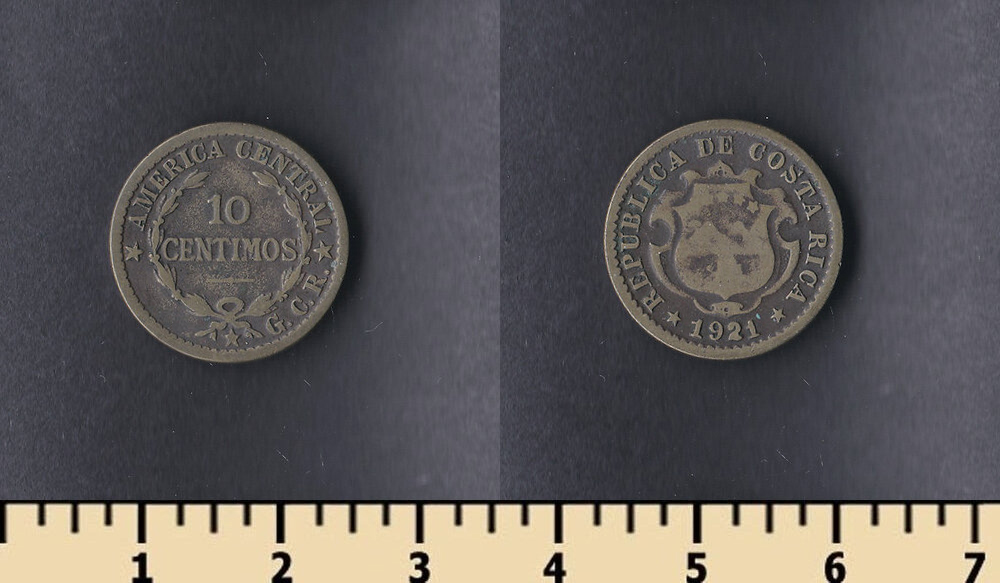 AMERICA CENTRAL
10
CENTIMOS
G.C.R.
REPUBLICA DE COSTA RICA
1921
1 2 3 4 5 6 7